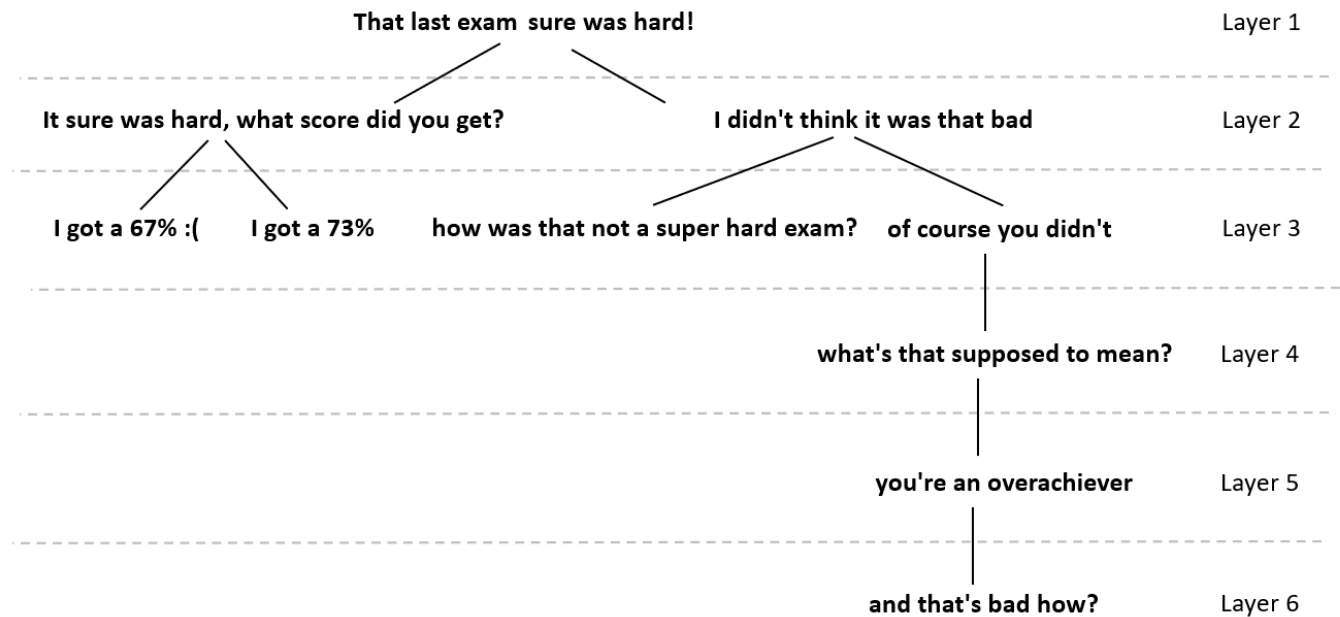 That last exam sure was hard!
Layer 1
It sure was hard, what score did you get?
I didn't think it was that bad
Layer 2
I got a 67% :(
I got a 73%
how was that not a super hard exam?
of course you didn't
Layer 3
what's that supposed to mean?
Layer 4
you're an overachiever
Layer 5
and that's bad how?
Layer 6